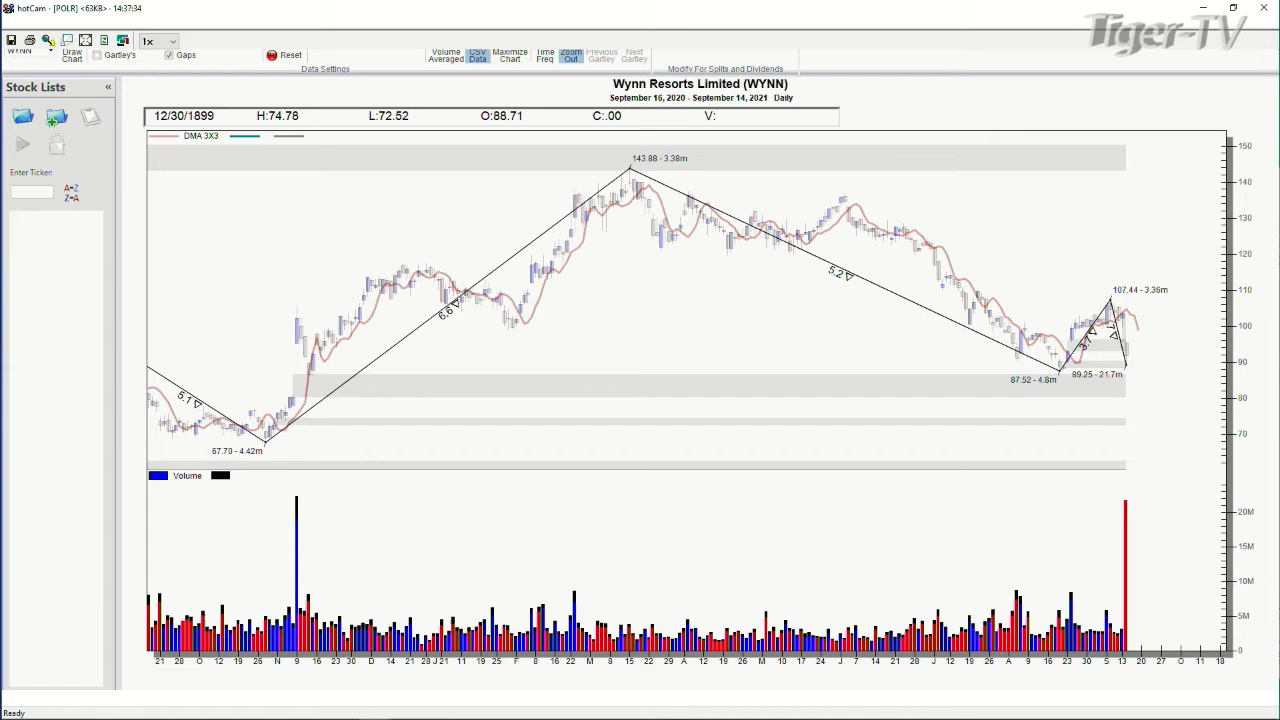 hotCam - [POLR] <63KB> - 14:37:34
Tiger-TV
1x
WYNN
Draw Chart
Gartley's
Gaps
Reset
Volume Averaged
CSV Data
Maximize Chart
Time Freq
Zoom Out
Previous Gartley
Next Gartley
Data Settings
Modify For Splits and Dividends
Stock Lists «
Wynn Resorts Limited (WYNN)
September 16, 2020 - September 14, 2021 Daily
12/30/1899 H:74.78 L:72.52 O:88.71 C:.00 V:
DMA 3X3
Enter Ticker:
A=Z
Z=A
143.88 - 3.38m
107.44 - 3.36m
87.52 - 4.8m
89.25 - 21.7m
67.70 - 4.42m
5.1
6.6
5.2
3.7
150
140
130
120
110
100
90
80
70
Volume
20M
15M
10M
5M
0
21 28 O 12 19 26 N 16 23 30 D 14 21 28 J 19 25 F 16 22 M 8 15 22 29 A 12 19 26 M 10 17 24 J 7 14 21 28 J 12 19 26 A 9 16 23 30 S 13 20 27 O 11 18
Ready